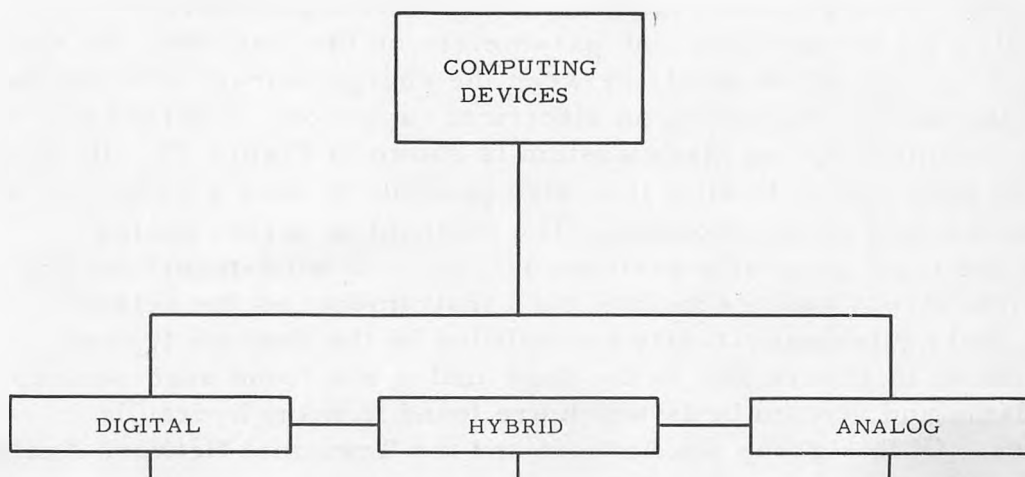 COMPUTING
DEVICES
DIGITAL
HYBRID
ANALOG